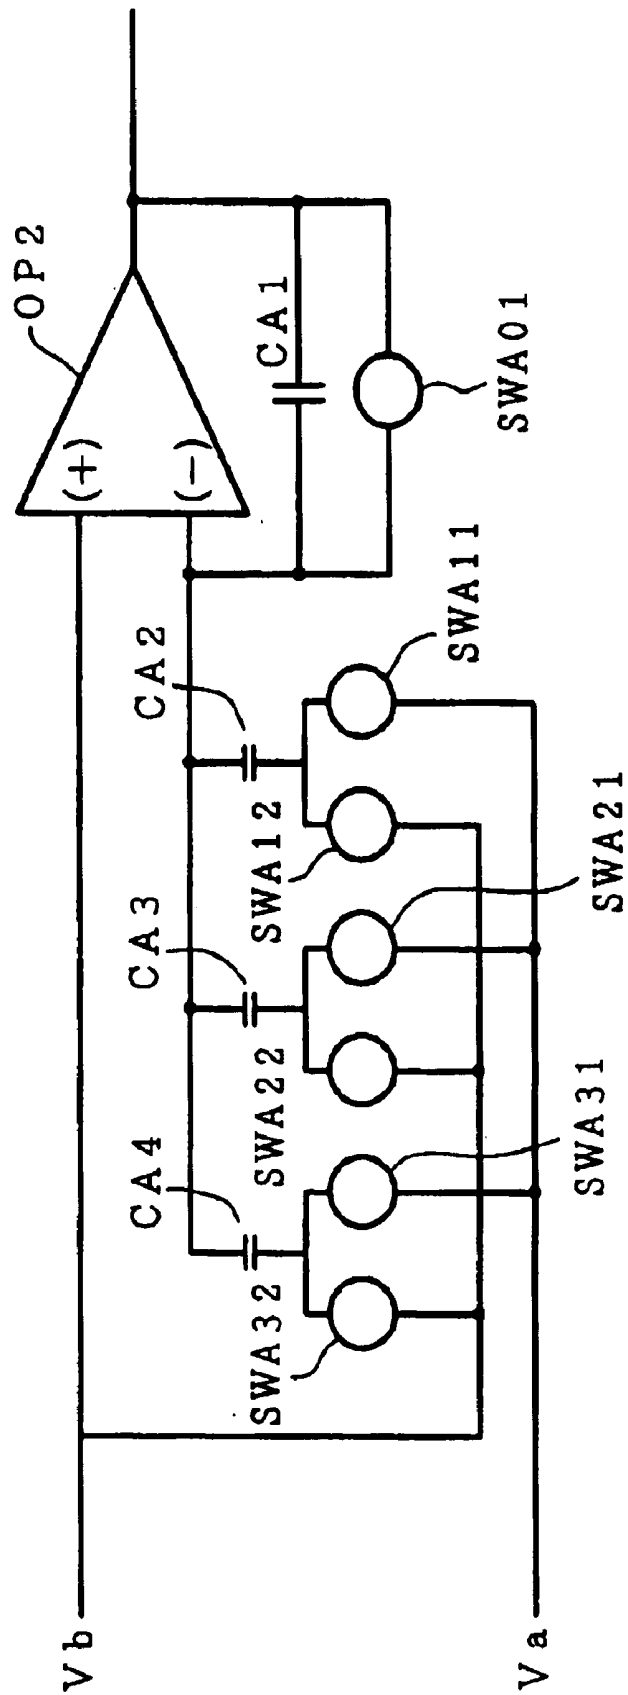 OP2
(+)
(-)
CA1
SWA01
CA2
SWA11
SWA12
CA3
SWA21
SWA22
CA4
SWA31
SWA32
Vb
Va